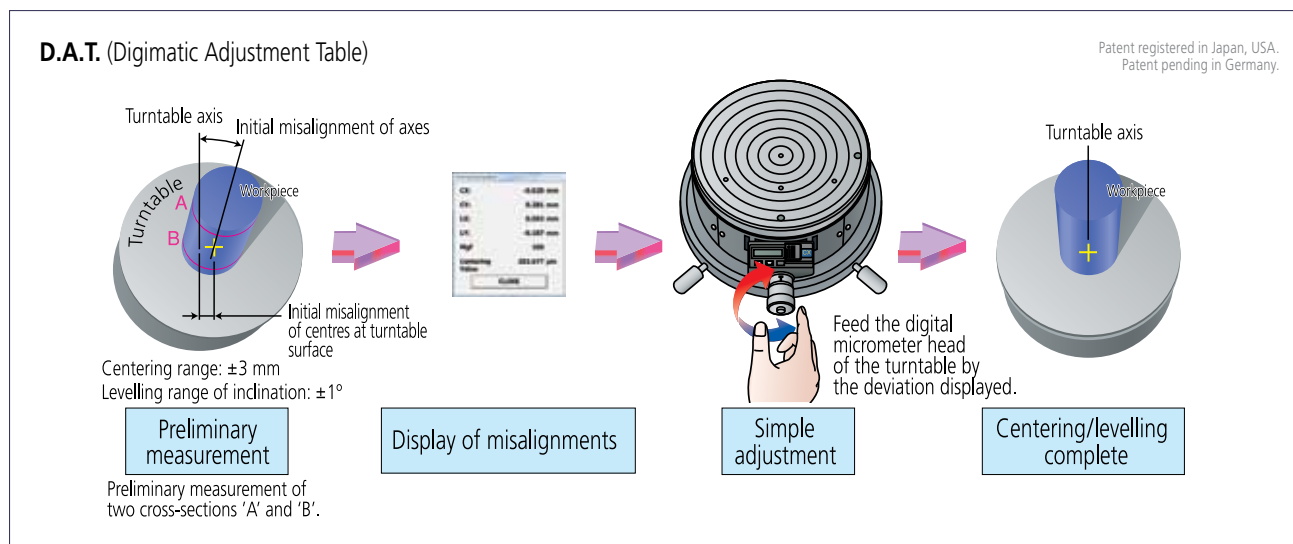 D.A.T. (Digimatic Adjustment Table)
Patent registered in Japan, USA.
Patent pending in Germany.
Turntable axis
Initial misalignment of axes
Turntable
Workpiece
A
B
Initial misalignment
of centres at turntable
surface
Centering range: ±3 mm
Levelling range of inclination: ±1º
Preliminary
measurement
Preliminary measurement of
two cross-sections ‘A’ and ‘B’.
CLOSE
Display of misalignments
Feed the digital
micrometer head
of the turntable by
the deviation displayed.
Simple
adjustment
Turntable axis
Workpiece
Centering/levelling
complete